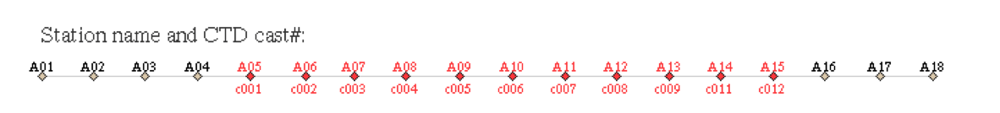 Station name and CTD cast#:
A01 A02 A03 A04 A05 A06 A07 A08 A09 A10 A11 A12 A13 A14 A15 A16 A17 A18
c001 c002 c003 c004 c005 c006 c007 c008 c009 c011 c012